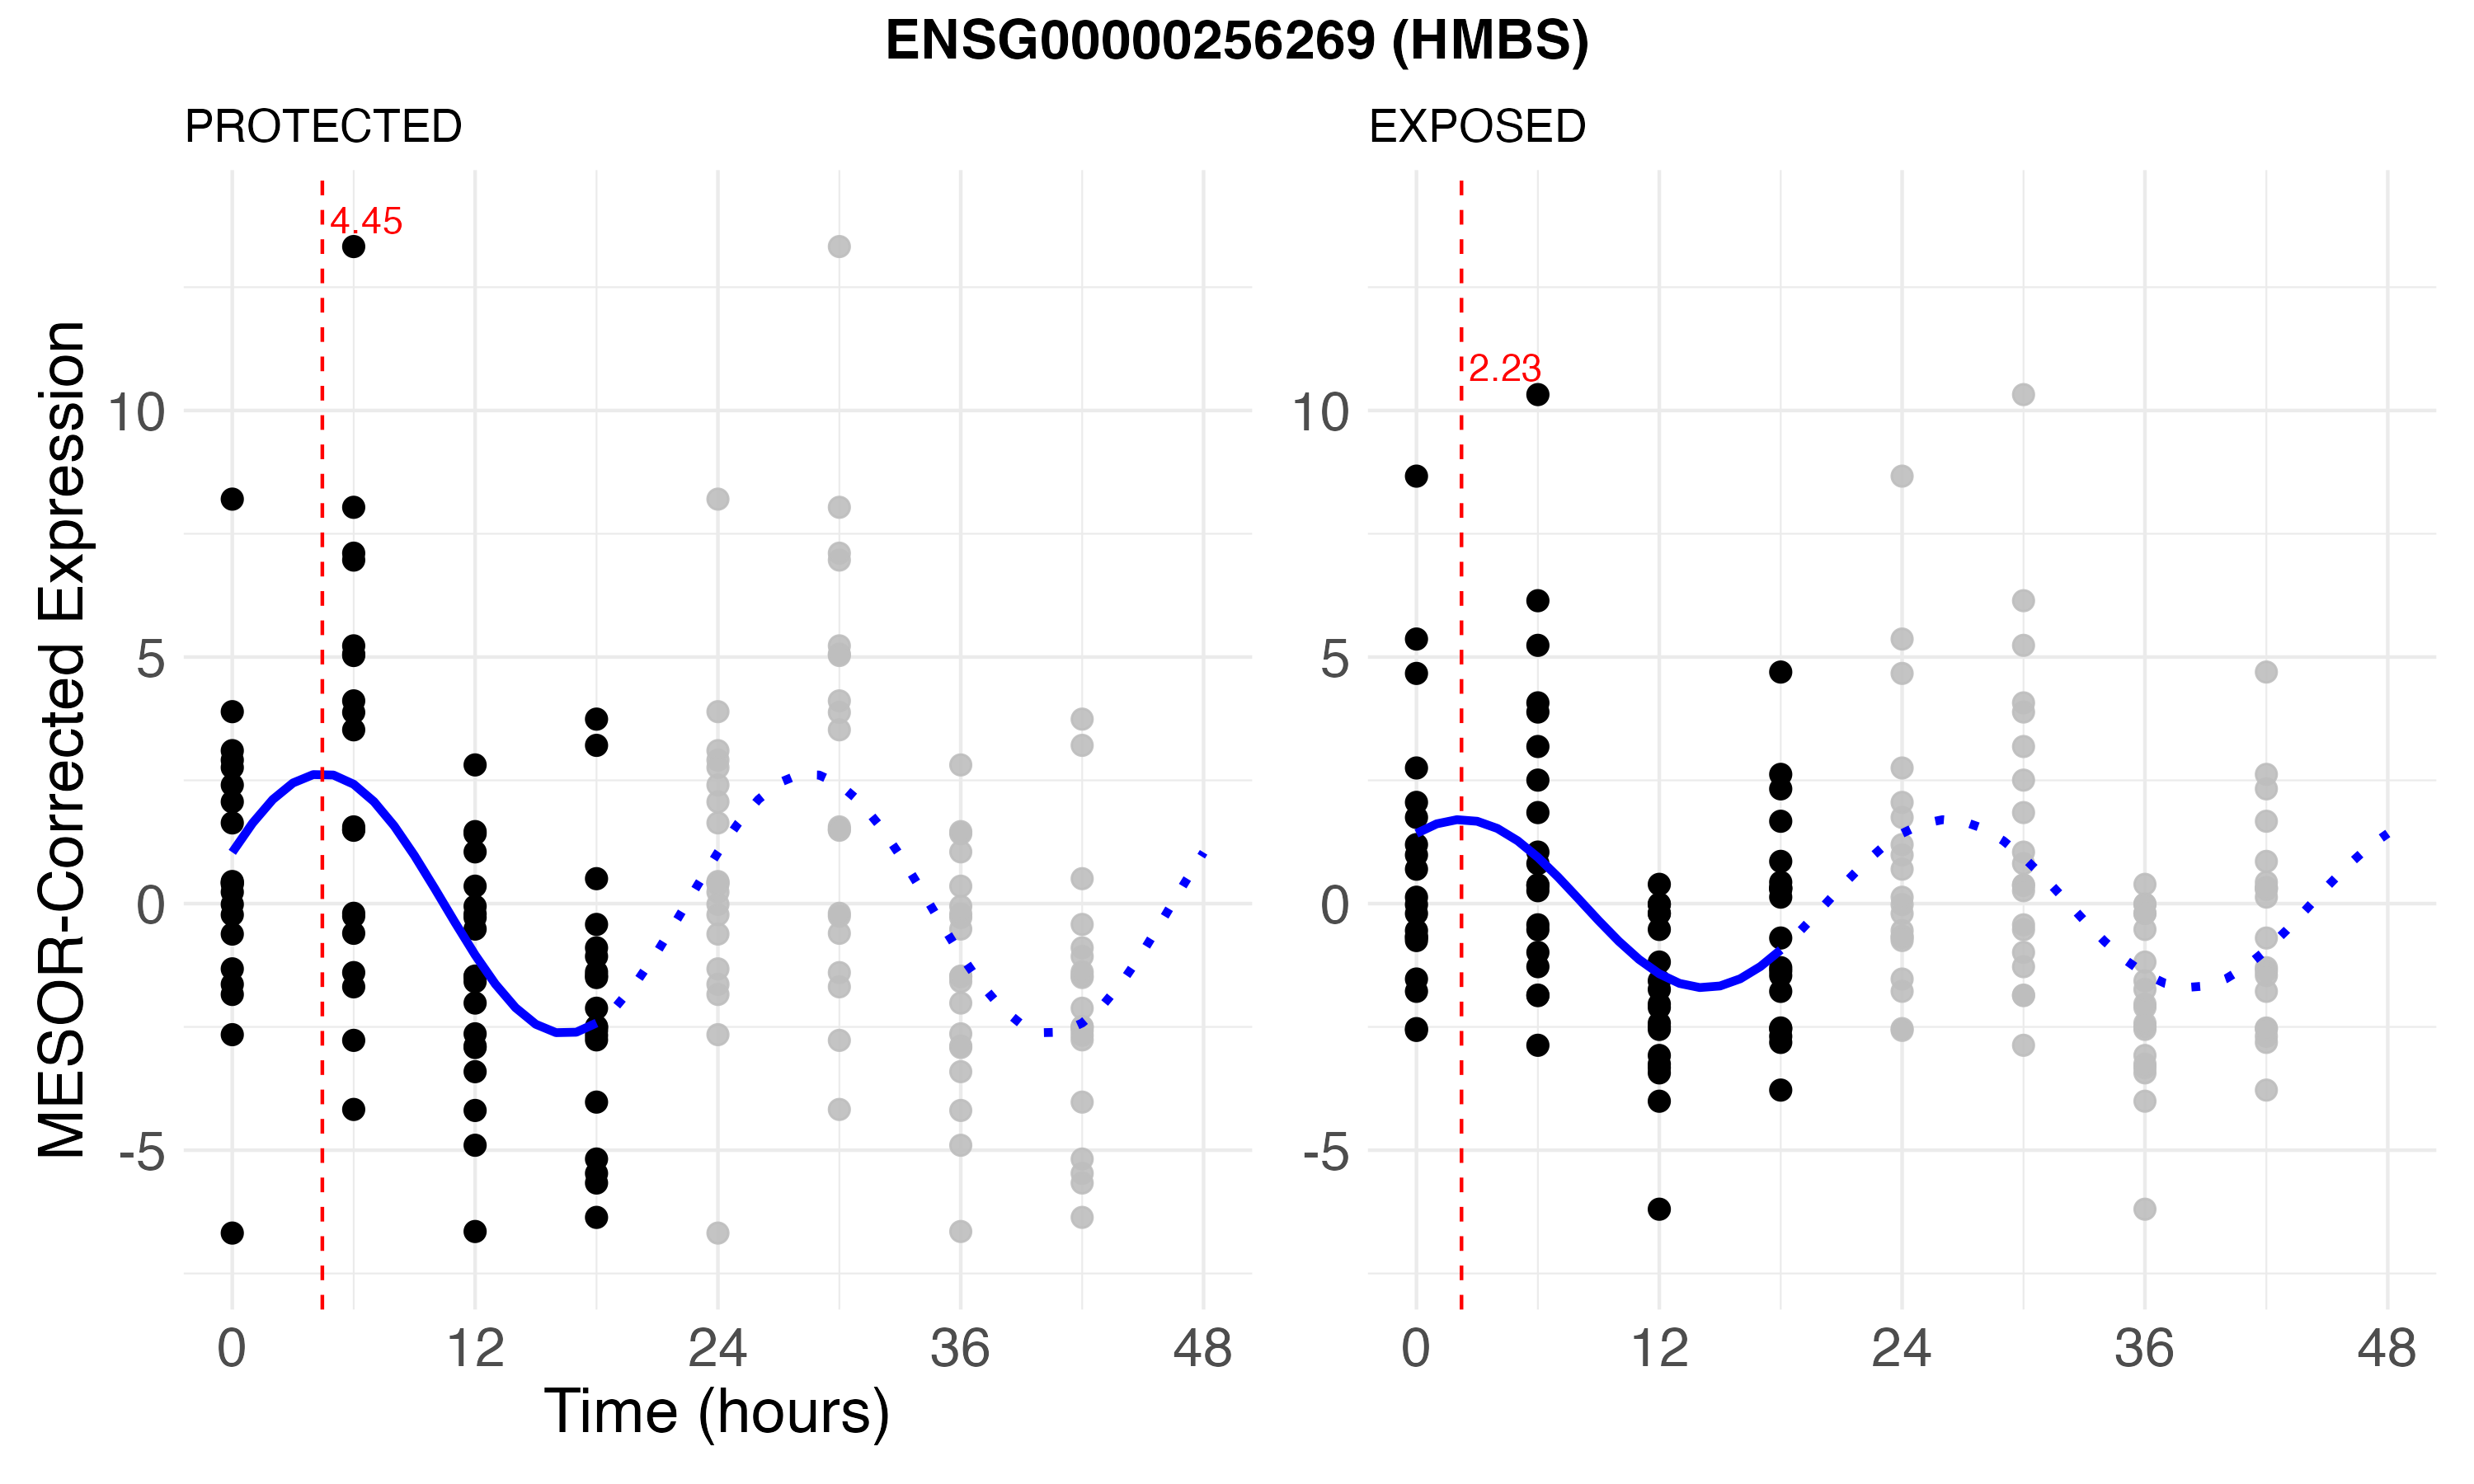 ENSG00000256269 (HMBS)
PROTECTED
EXPOSED
MESOR-Corrected Expression
10
5
0
-5
4.45
0 12 24 36 48
Time (hours)
10
5
0
-5
2.23
0 12 24 36 48